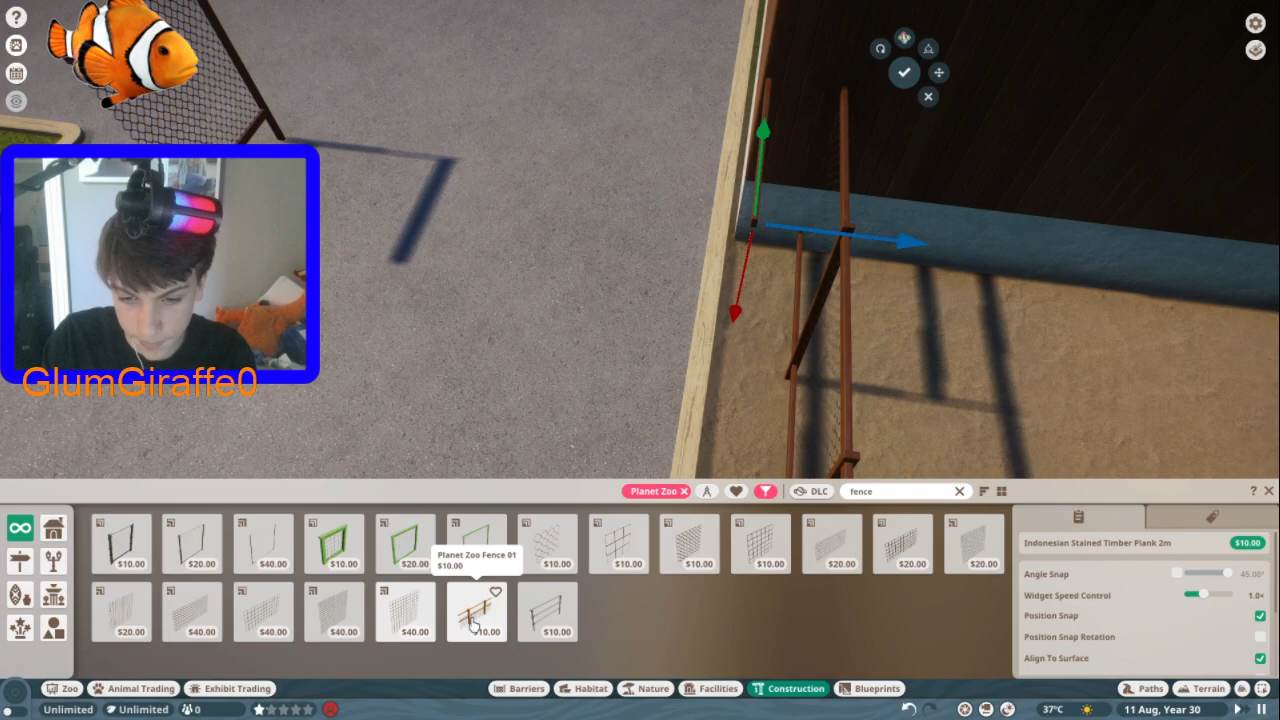 GlumGiraffe0
Planet Zoo
DLC
fence
Planet Zoo Fence 01
$10.00
$10.00
$20.00
$40.00
$10.00
$20.00
$10.00
$10.00
$10.00
$10.00
$20.00
$20.00
$20.00
$20.00
$40.00
$40.00
$40.00
$40.00
$10.00
$10.00
Indonesian Stained Timber Plank 2m
$10.00
Angle Snap
45.00°
Widget Speed Control
1.0×
Position Snap
Position Snap Rotation
Align To Surface
Zoo
Animal Trading
Exhibit Trading
Barriers
Habitat
Nature
Facilities
Construction
Blueprints
Paths
Terrain
Unlimited
Unlimited
0
37°C
11 Aug, Year 30